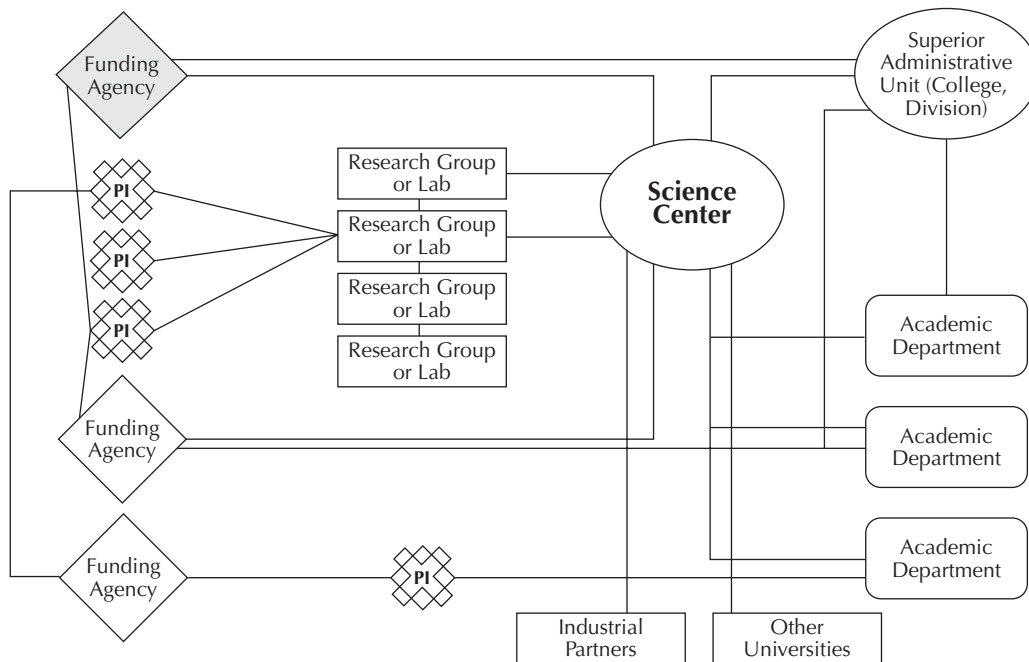 Funding
Agency
Superior
Administrative
Unit (College,
Division)
PI
PI
PI
Research Group
or Lab
Research Group
or Lab
Research Group
or Lab
Research Group
or Lab
Science
Center
Academic
Department
Funding
Agency
Academic
Department
Funding
Agency
PI
Academic
Department
Industrial
Partners
Other
Universities